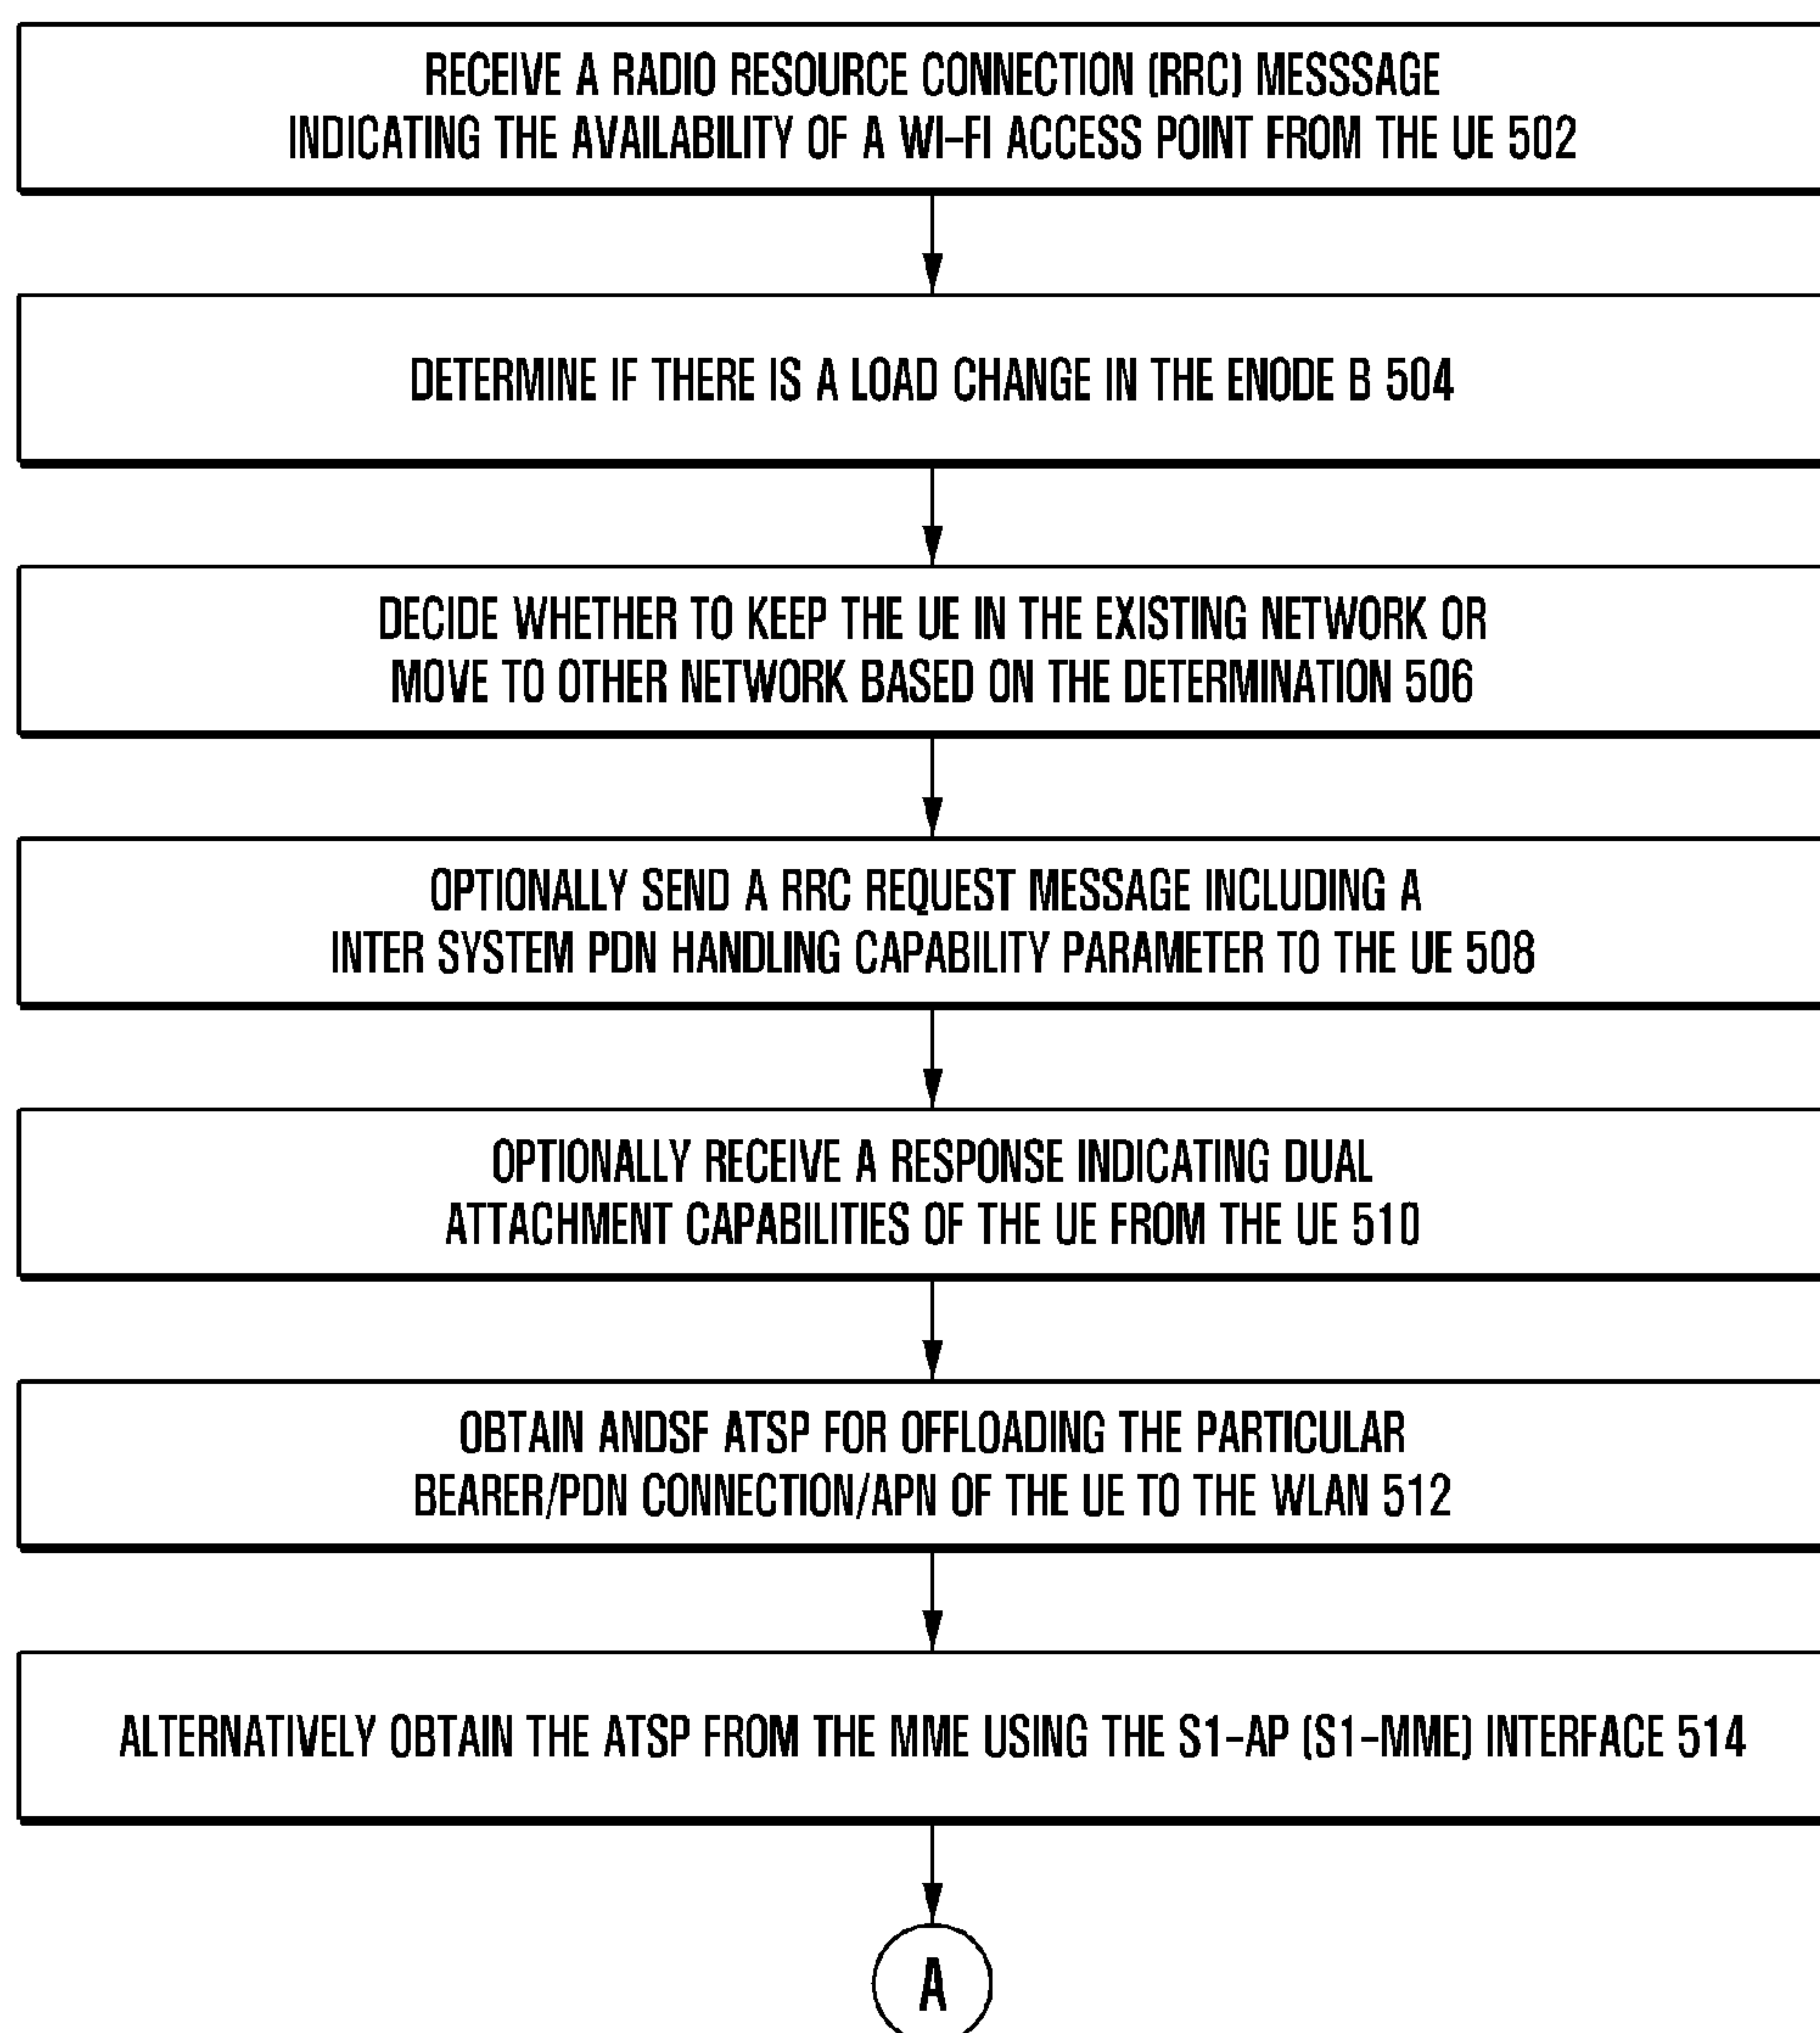 RECEIVE A RADIO RESOURCE CONNECTION (RRC) MESSSAGE
INDICATING THE AVAILABILITY OF A WI-FI ACCESS POINT FROM THE UE 502
DETERMINE IF THERE IS A LOAD CHANGE IN THE ENODE B 504
DECIDE WHETHER TO KEEP THE UE IN THE EXISTING NETWORK OR
MOVE TO OTHER NETWORK BASED ON THE DETERMINATION 506
OPTIONALLY SEND A RRC REQUEST MESSAGE INCLUDING A
INTER SYSTEM PDN HANDLING CAPABILITY PARAMETER TO THE UE 508
OPTIONALLY RECEIVE A RESPONSE INDICATING DUAL
ATTACHMENT CAPABILITIES OF THE UE FROM THE UE 510
OBTAIN ANDSF ATSP FOR OFFLOADING THE PARTICULAR
BEARER/PDN CONNECTION/APN OF THE UE TO THE WLAN 512
ALTERNATIVELY OBTAIN THE ATSP FROM THE MME USING THE S1-AP (S1-MME) INTERFACE 514
A